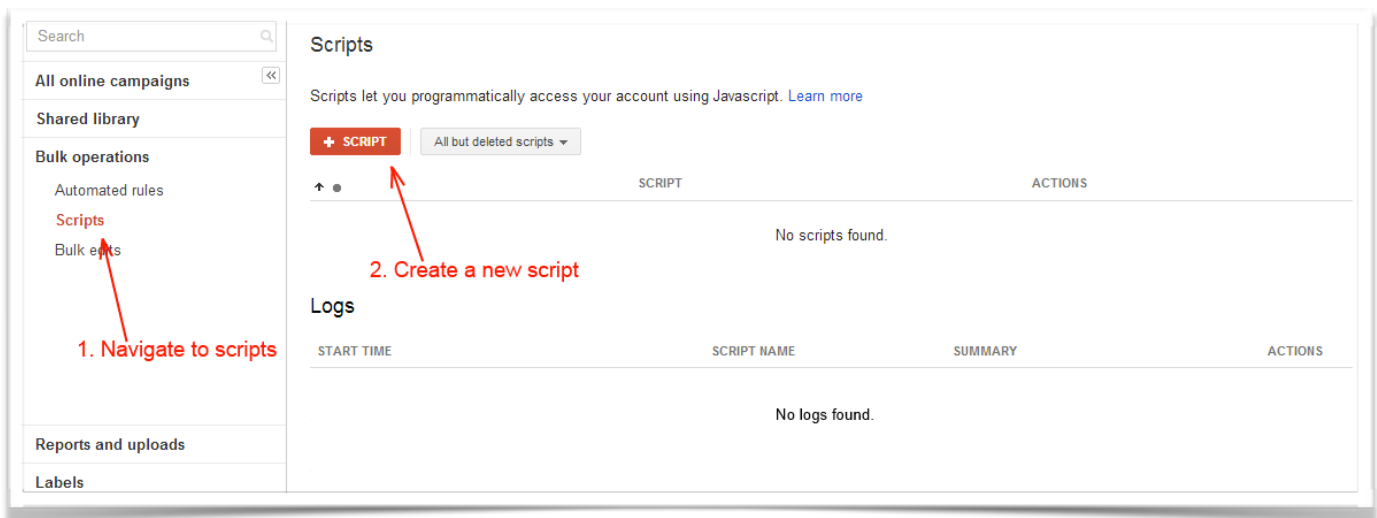 Search
All online campaigns
Shared library
Bulk operations
Automated rules
Scripts
Bulk edits
1. Navigate to scripts
Reports and uploads
Labels
Scripts
Scripts let you programmatically access your account using Javascript. Learn more
+ SCRIPT All but deleted scripts
SCRIPT ACTIONS
No scripts found.
2. Create a new script
Logs
START TIME SCRIPT NAME SUMMARY ACTIONS
No logs found.